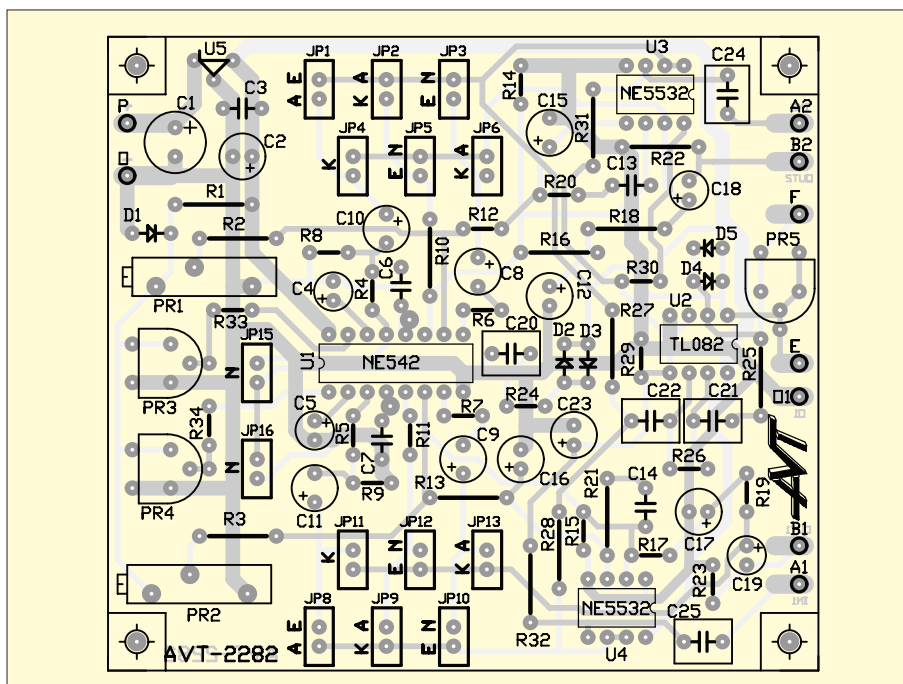 U5
JP1
JP2
JP3
U3
C24
A E
K A
E N
R14
NE5532
C3
C15
R31
P
C1
A2
C2
JP4
JP5
JP6
K
E N
K A
R22
B2
C13
O
R1
R20
C18
F
D1
R2
C10
R12
R18
D5
PR5
R8
R10
R16
C6
C8
R30
D4
C4
R4
C12
PR1
R27
U2
R33
R6
C20
D2
D3
TL082
JP15
N
U1
NE542
R29
R25
E
PR3
R24
C22
C21
O1
R34
C5
R7
C23
JP16
N
R5
R11
C7
C9
R26
AVT
PR4
R9
C16
R21
C14
C11
R13
R19
R3
JP11
JP12
JP13
R28
R15
C17
B1
K
E N
K A
R17
C19
A1
R23
PR2
JP8
JP9
JP10
NE5532
A E
K A
E N
R32
C25
U4
AVT-2282